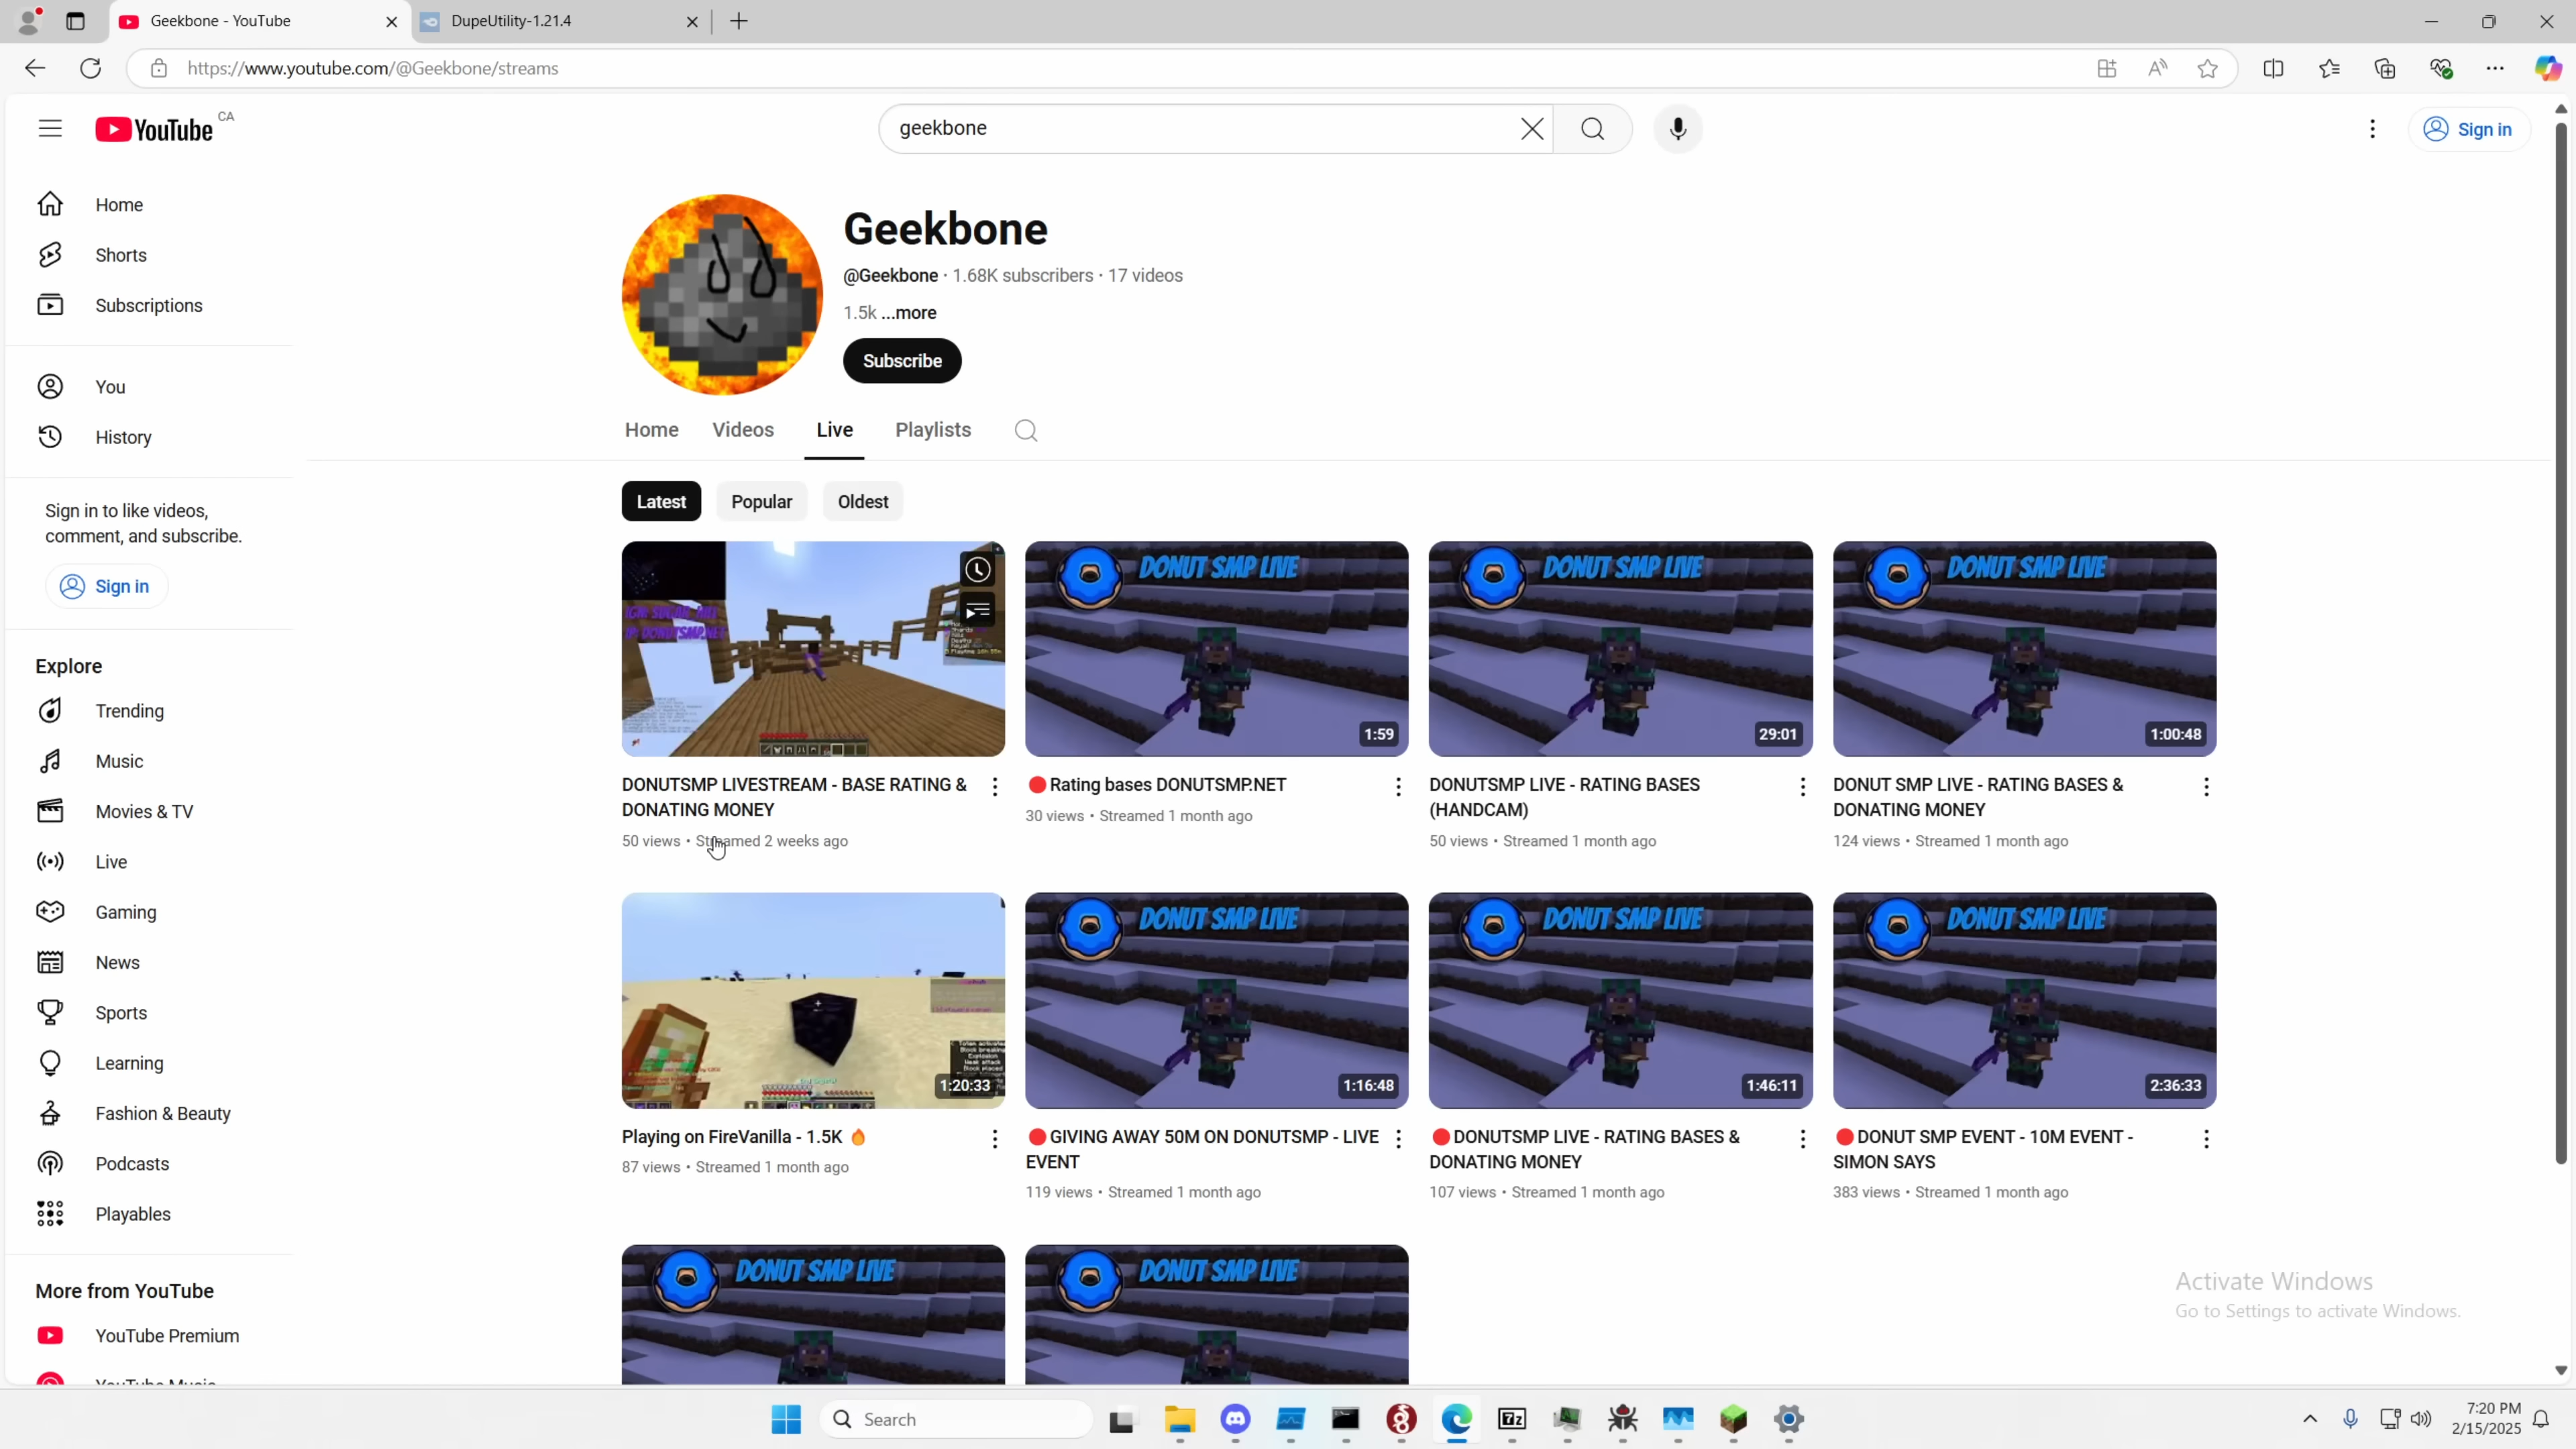 Geekbone - YouTube
DupeUtility-1.21.4
https://www.youtube.com/@Geekbone/streams
YouTube CA
geekbone
Sign in
Home
Shorts
Subscriptions
You
History
Sign in to like videos,
comment, and subscribe.
Sign in
Explore
Trending
Music
Movies & TV
Live
Gaming
News
Sports
Learning
Fashion & Beauty
Podcasts
Playables
More from YouTube
YouTube Premium
YouTube Music
Geekbone
@Geekbone · 1.68K subscribers · 17 videos
1.5k ...more
Subscribe
Home Videos Live Playlists
Latest Popular Oldest
DONUTSMP LIVESTREAM - BASE RATING &
DONATING MONEY
50 views • Streamed 2 weeks ago
DONUT SMP LIVE
1:59
🔴Rating bases DONUTSMP.NET
30 views • Streamed 1 month ago
DONUT SMP LIVE
29:01
DONUTSMP LIVE - RATING BASES
(HANDCAM)
50 views • Streamed 1 month ago
DONUT SMP LIVE
1:00:48
DONUT SMP LIVE - RATING BASES &
DONATING MONEY
124 views • Streamed 1 month ago
1:20:33
Playing on FireVanilla - 1.5K 🔥
87 views • Streamed 1 month ago
DONUT SMP LIVE
1:16:48
🔴GIVING AWAY 50M ON DONUTSMP - LIVE
EVENT
119 views • Streamed 1 month ago
DONUT SMP LIVE
1:46:11
🔴DONUTSMP LIVE - RATING BASES &
DONATING MONEY
107 views • Streamed 1 month ago
DONUT SMP LIVE
2:36:33
🔴DONUT SMP EVENT - 10M EVENT -
SIMON SAYS
383 views • Streamed 1 month ago
DONUT SMP LIVE
DONUT SMP LIVE
Activate Windows
Go to Settings to activate Windows.
Search
7z
7:20 PM
2/15/2025